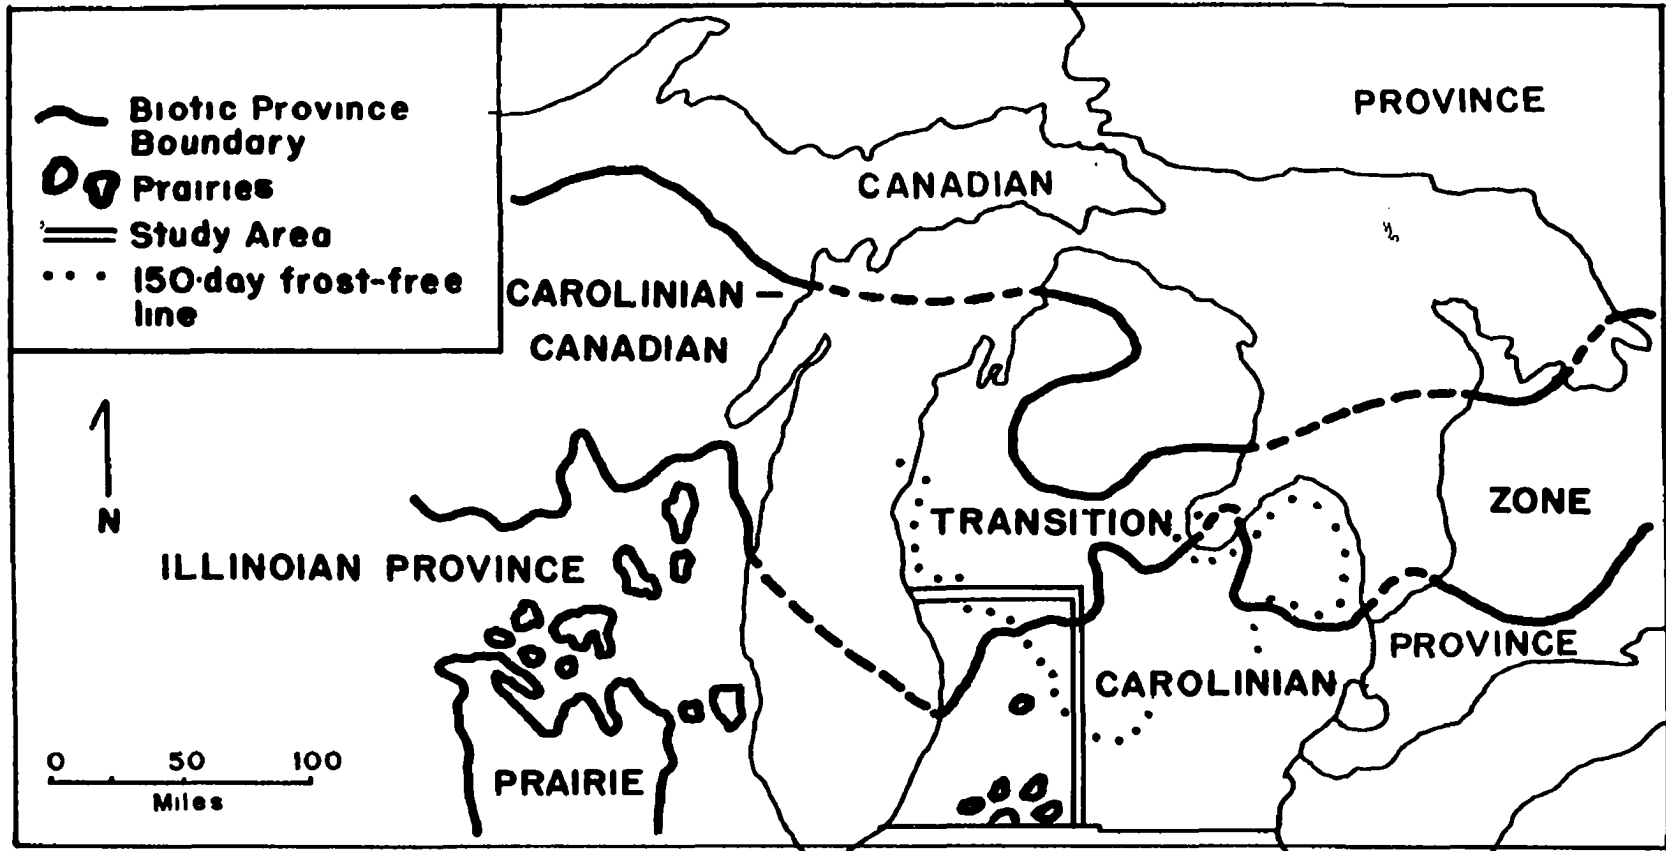 Biotic Province
Boundary
Prairies
Study Area
150-day frost-free
line
PROVINCE
CANADIAN
CAROLINIAN –
CANADIAN
N
TRANSITION
ZONE
ILLINOIAN PROVINCE
PROVINCE
CAROLINIAN
PRAIRIE
0 50 100
Miles